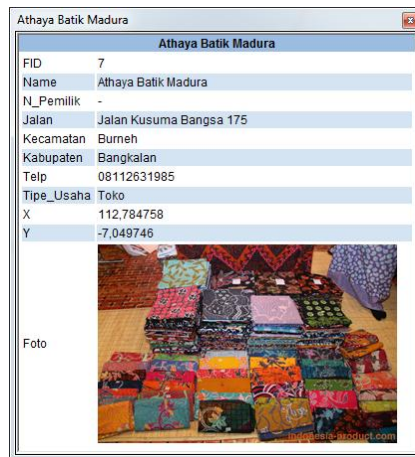 Athaya Batik Madura
Athaya Batik Madura
FID 7
Name Athaya Batik Madura
N_Pemilik -
Jalan Jalan Kusuma Bangsa 175
Kecamatan Burneh
Kabupaten Bangkalan
Telp 08112631985
Tipe_Usaha Toko
X 112,784758
Y -7,049746
Foto
indonesia-product.com